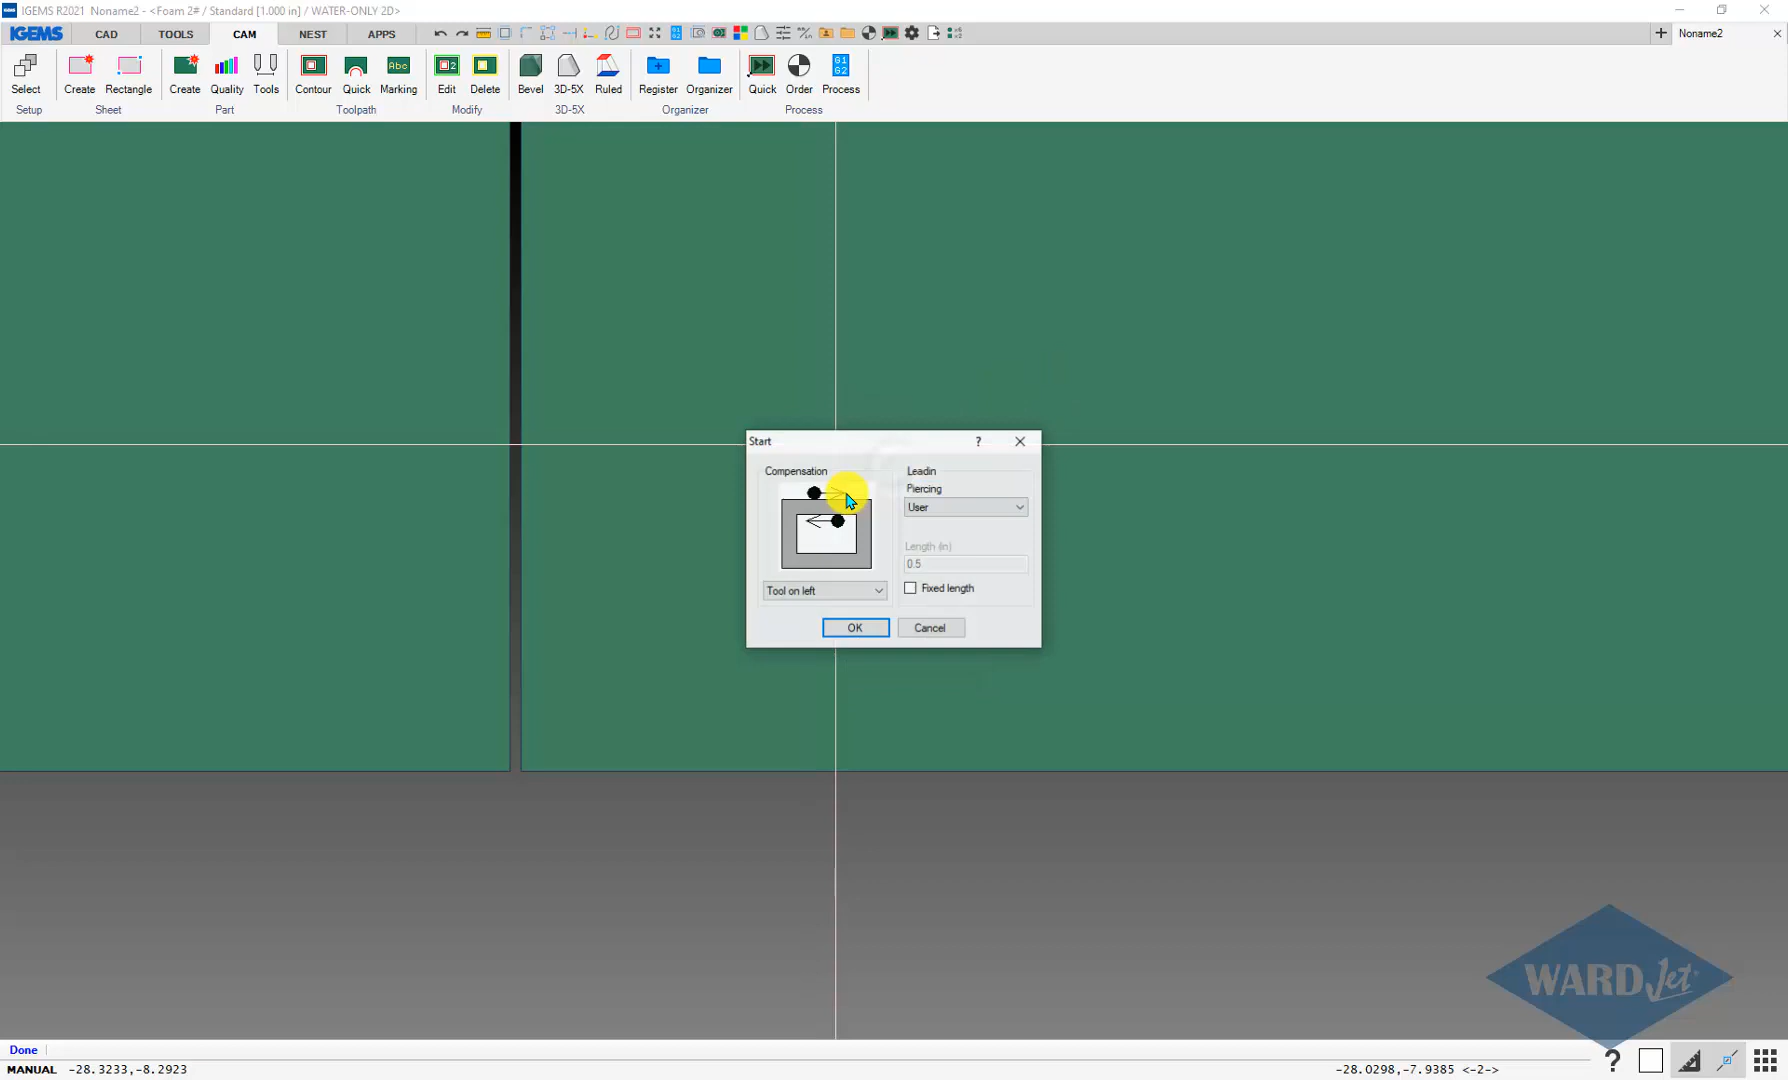 IGEMS R2021 Noname2 - <Foam 2# / Standard [1.000 in] / WATER-ONLY 2D>
IGEMS CAD TOOLS CAM NEST APPS
Noname2
Select Create Rectangle Create Quality Tools Contour Quick Abc Marking Edit Delete Bevel 3D-5X Ruled Register Organizer Quick Order G1 G2 Process
Setup Sheet Part Toolpath Modify 3D-5X Organizer Process
Start
?
Compensation
Leadin
Piercing
User
Length (in)
0.5
Tool on left
Fixed length
OK
Cancel
WARDJet®
Done
MANUAL -28.3233,-8.2923
-28.0298,-7.9385 <-2->